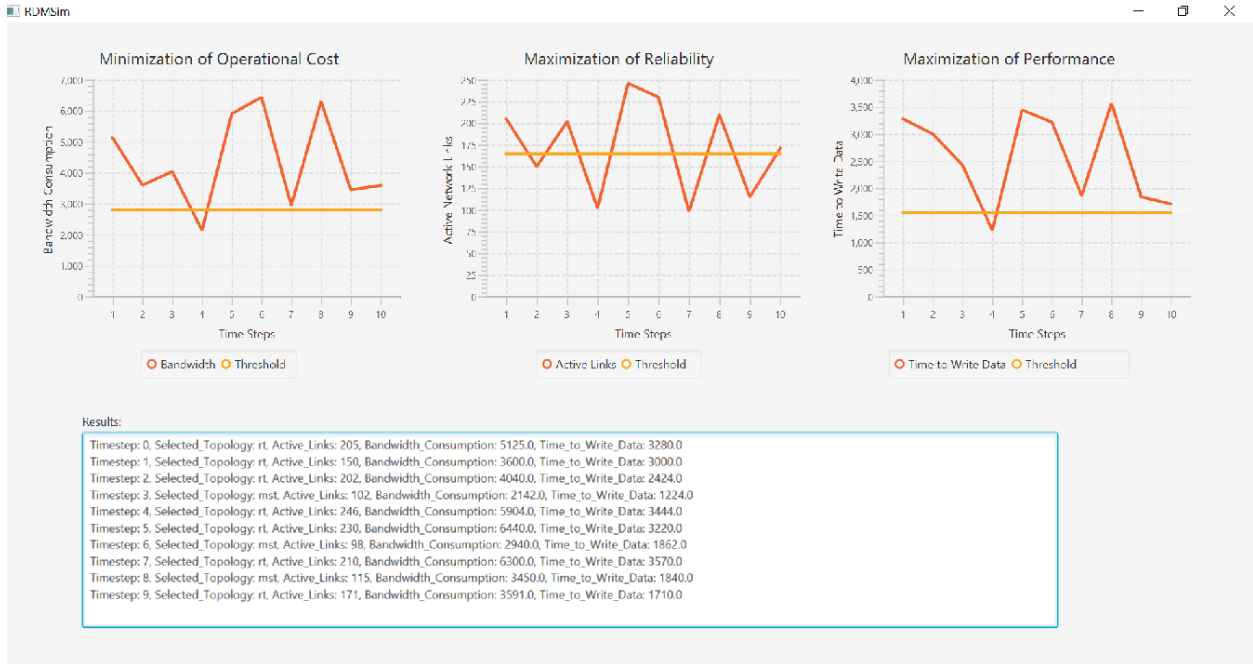 RDMSim
Minimization of Operational Cost
7,000
6,000
5,000
4,000
3,000
2,000
1,000
0
Bandwidth Consumption
1 2 3 4 5 6 7 8 9 10
Time Steps
Bandwidth Threshold
Maximization of Reliability
250
225
200
175
150
125
100
75
50
25
0
Active Network Links
1 2 3 4 5 6 7 8 9 10
Time Steps
Active Links Threshold
Maximization of Performance
4,000
3,500
3,000
2,500
2,000
1,500
1,000
500
0
Time to Write Data
1 2 3 4 5 6 7 8 9 10
Time Steps
Time to Write Data Threshold
Results:
Timestep: 0, Selected_Topology: rt, Active_Links: 205, Bandwidth_Consumption: 5125.0, Time_to_Write_Data: 3280.0
Timestep: 1, Selected_Topology: rt, Active_Links: 150, Bandwidth_Consumption: 3600.0, Time_to_Write_Data: 3000.0
Timestep: 2, Selected_Topology: rt, Active_Links: 202, Bandwidth_Consumption: 4040.0, Time_to_Write_Data: 2424.0
Timestep: 3, Selected_Topology: mst, Active_Links: 102, Bandwidth_Consumption: 2142.0, Time_to_Write_Data: 1224.0
Timestep: 4, Selected_Topology: rt, Active_Links: 246, Bandwidth_Consumption: 5904.0, Time_to_Write_Data: 3444.0
Timestep: 5, Selected_Topology: rt, Active_Links: 230, Bandwidth_Consumption: 6440.0, Time_to_Write_Data: 3220.0
Timestep: 6, Selected_Topology: mst, Active_Links: 98, Bandwidth_Consumption: 2940.0, Time_to_Write_Data: 1862.0
Timestep: 7, Selected_Topology: rt, Active_Links: 210, Bandwidth_Consumption: 6300.0, Time_to_Write_Data: 3570.0
Timestep: 8, Selected_Topology: mst, Active_Links: 115, Bandwidth_Consumption: 3450.0, Time_to_Write_Data: 1840.0
Timestep: 9, Selected_Topology: rt, Active_Links: 171, Bandwidth_Consumption: 3591.0, Time_to_Write_Data: 1710.0